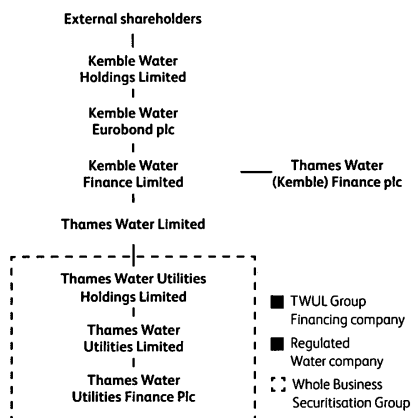 External shareholders
Kemble Water
Holdings Limited
Kemble Water
Eurobond plc
Kemble Water
Finance Limited
Thames Water
(Kemble) Finance plc
Thames Water Limited
Thames Water Utilities
Holdings Limited
Thames Water
Utilities Limited
Thames Water
Utilities Finance Plc
TWUL Group
Financing company
Regulated
Water company
Whole Business
Securitisation Group